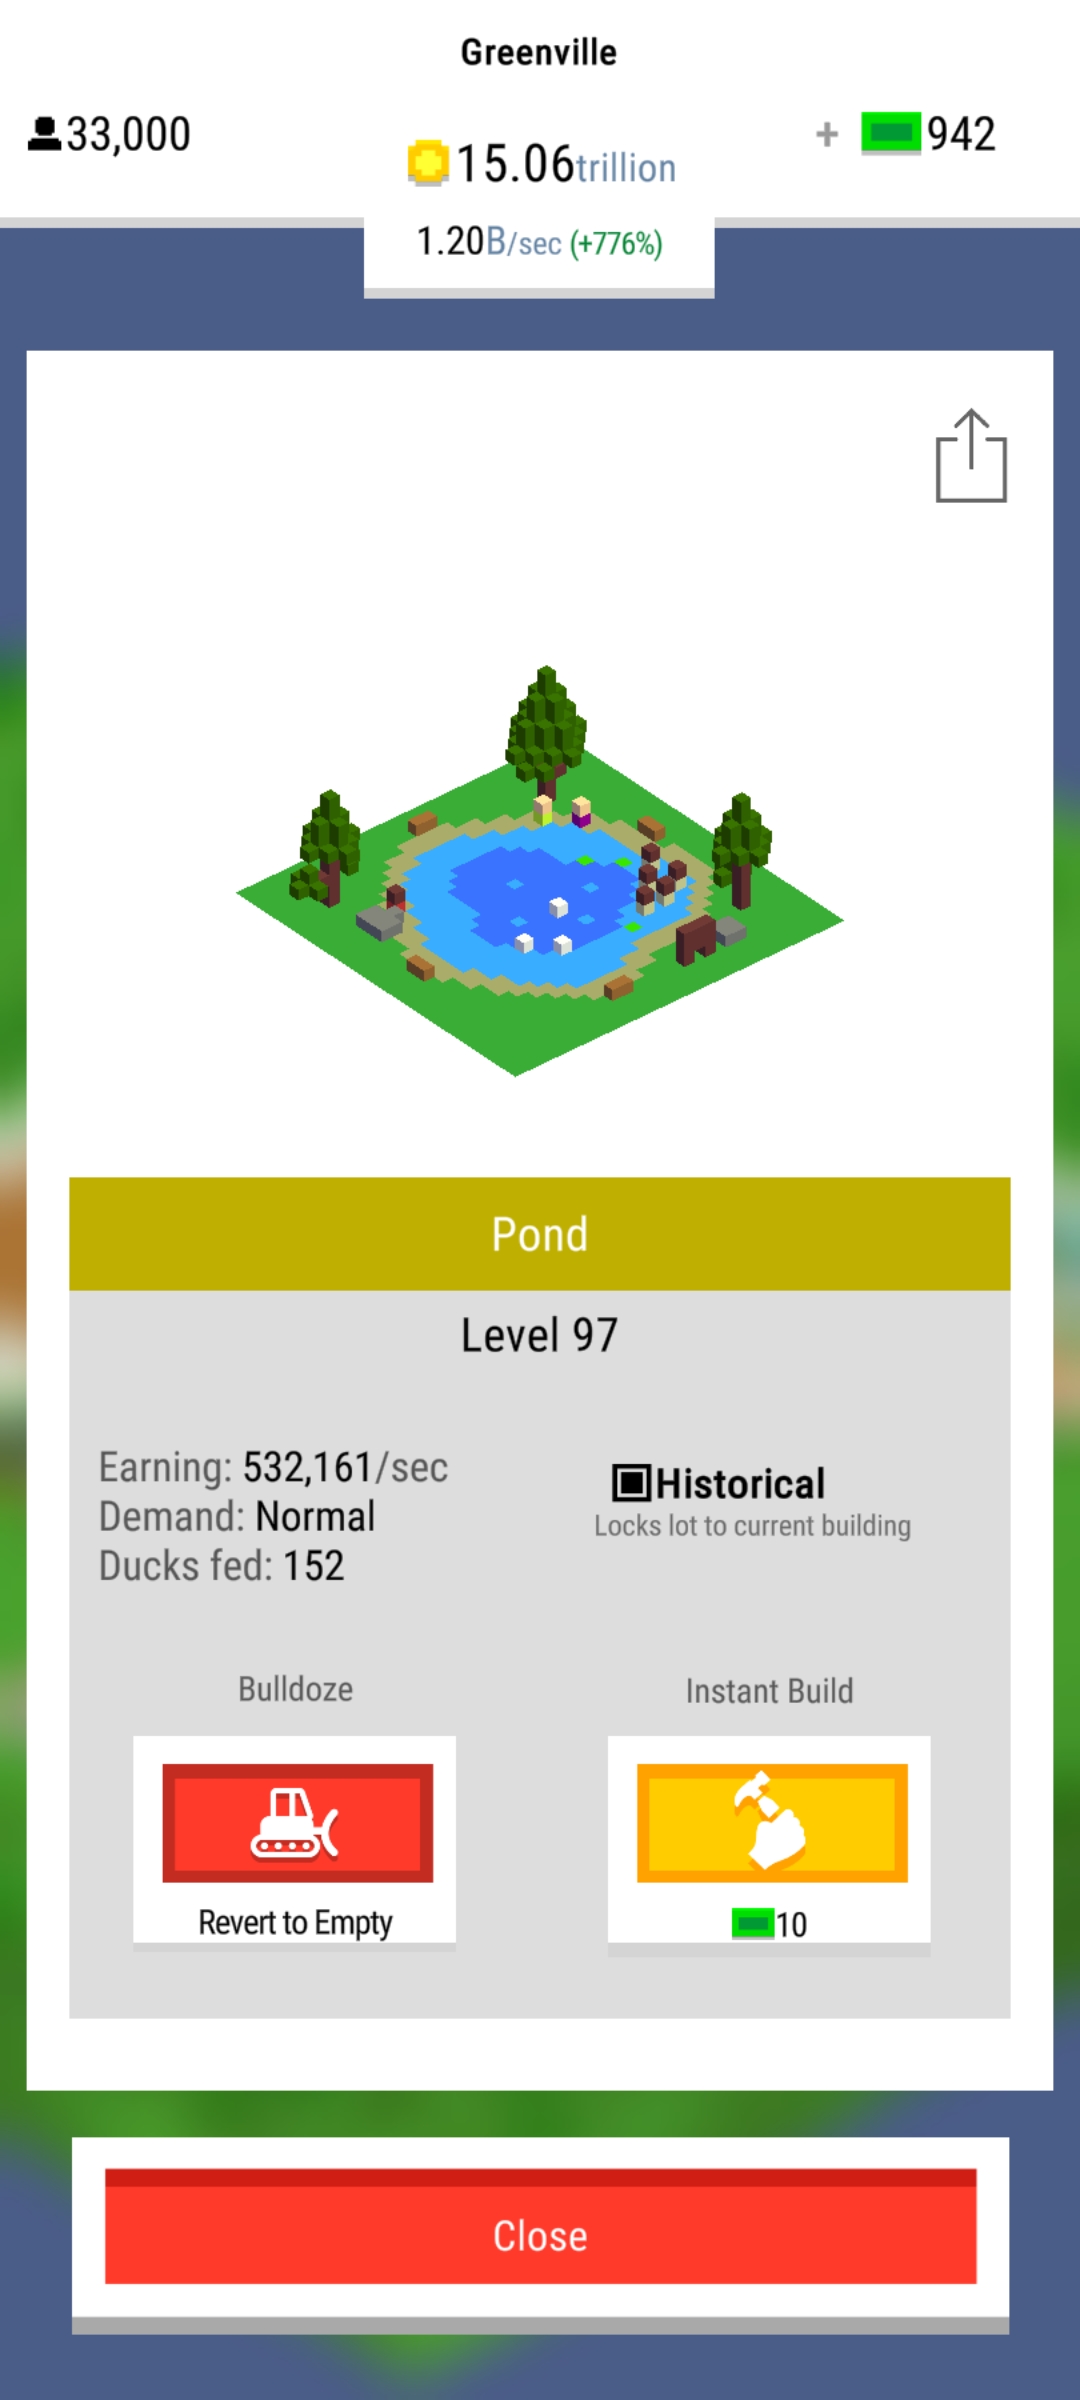 Greenville
33,000
15.06trillion
+ 942
1.20B/sec (+776%)
Pond
Level 97
Earning: 532,161/sec
Demand: Normal
Ducks fed: 152
Historical
Locks lot to current building
Bulldoze
Revert to Empty
Instant Build
10
Close